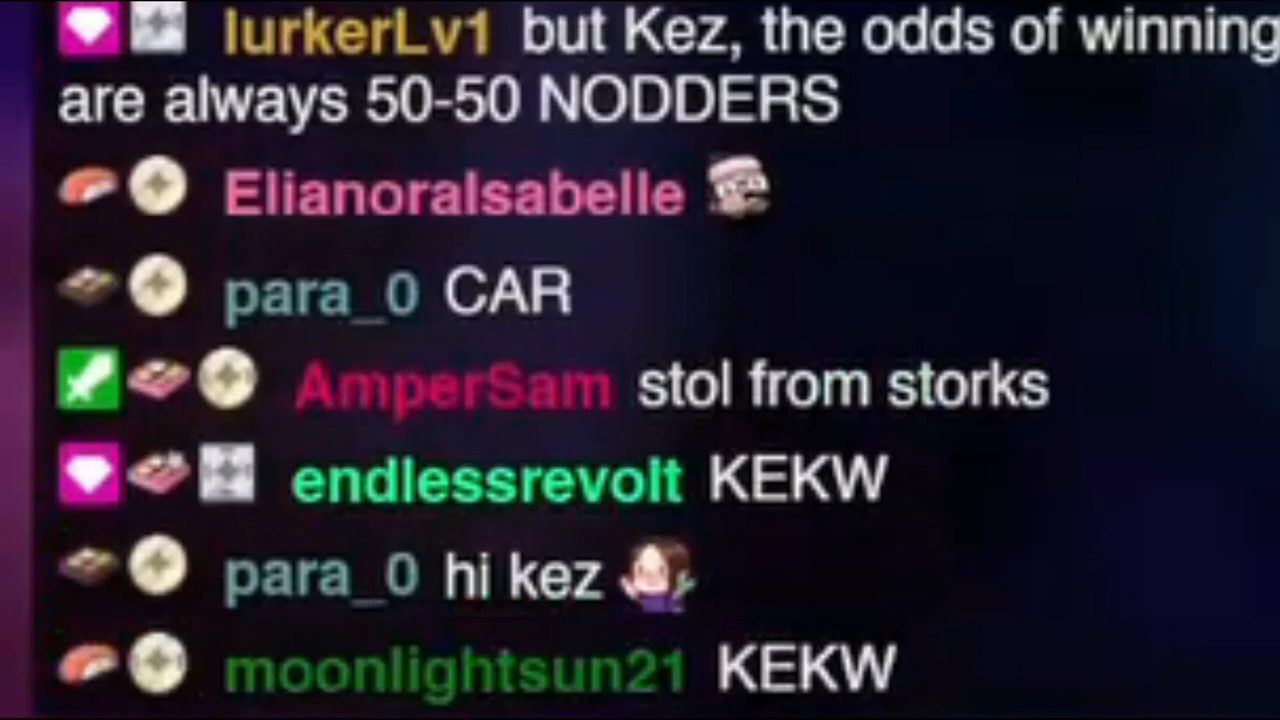 lurkerLv1 but Kez, the odds of winning
are always 50-50 NODDERS
ElianoraIsabelle
para_0 CAR
AmperSam stol from storks
endlessrevolt KEKW
para_0 hi kez
moonlightsun21 KEKW